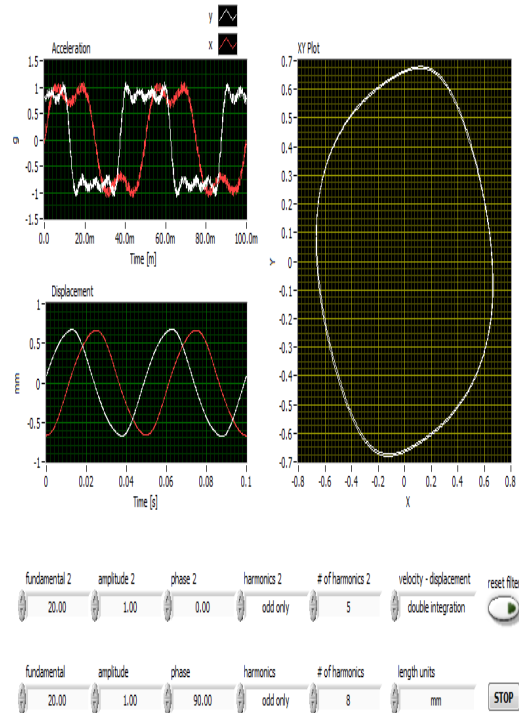 y
x
Acceleration
1.5
1
0.5
0
-0.5
-1
-1.5
g
0.0 20.0m 40.0m 60.0m 80.0m 100.0m
Time [m]
XY Plot
0.7
0.6
0.5
0.4
0.3
0.2
0.1
0
-0.1
-0.2
-0.3
-0.4
-0.5
-0.6
-0.7
Y
-0.8 -0.6 -0.4 -0.2 0 0.2 0.4 0.6 0.8
X
Displacement
1
0.5
0
-0.5
-1
mm
0 0.02 0.04 0.06 0.08 0.1
Time [s]
fundamental 2 amplitude 2 phase 2 harmonics 2 # of harmonics 2 velocity - displacement reset filter
20.00 1.00 0.00 odd only 5 double integration
fundamental amplitude phase harmonics # of harmonics length units
20.00 1.00 90.00 odd only 8 mm STOP